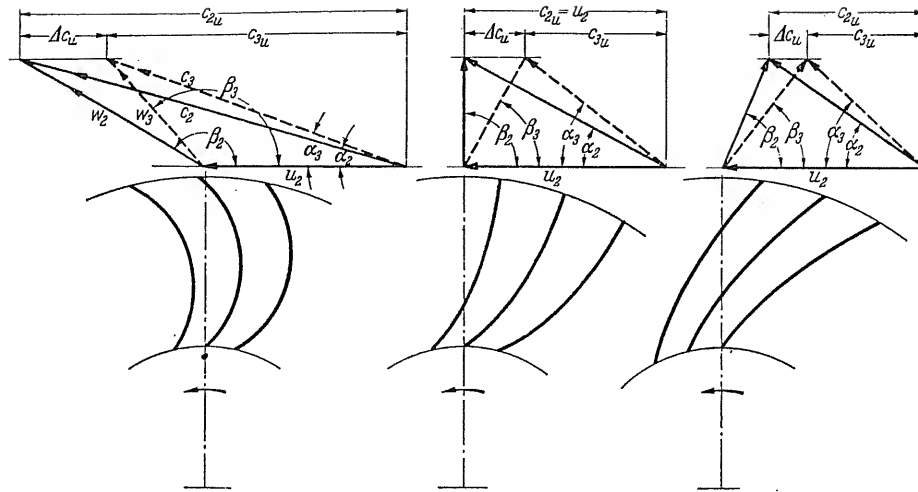 c₂ᵤ
Δcᵤ c₃ᵤ
c₃
c₂
w₂ w₃
β₃
β₂
α₃ α₂
u₂
c₂ᵤ = u₂
Δcᵤ c₃ᵤ
β₂ β₃ α₃ α₂
u₂
c₂ᵤ
Δcᵤ c₃ᵤ
β₂ β₃ α₃ α₂
u₂